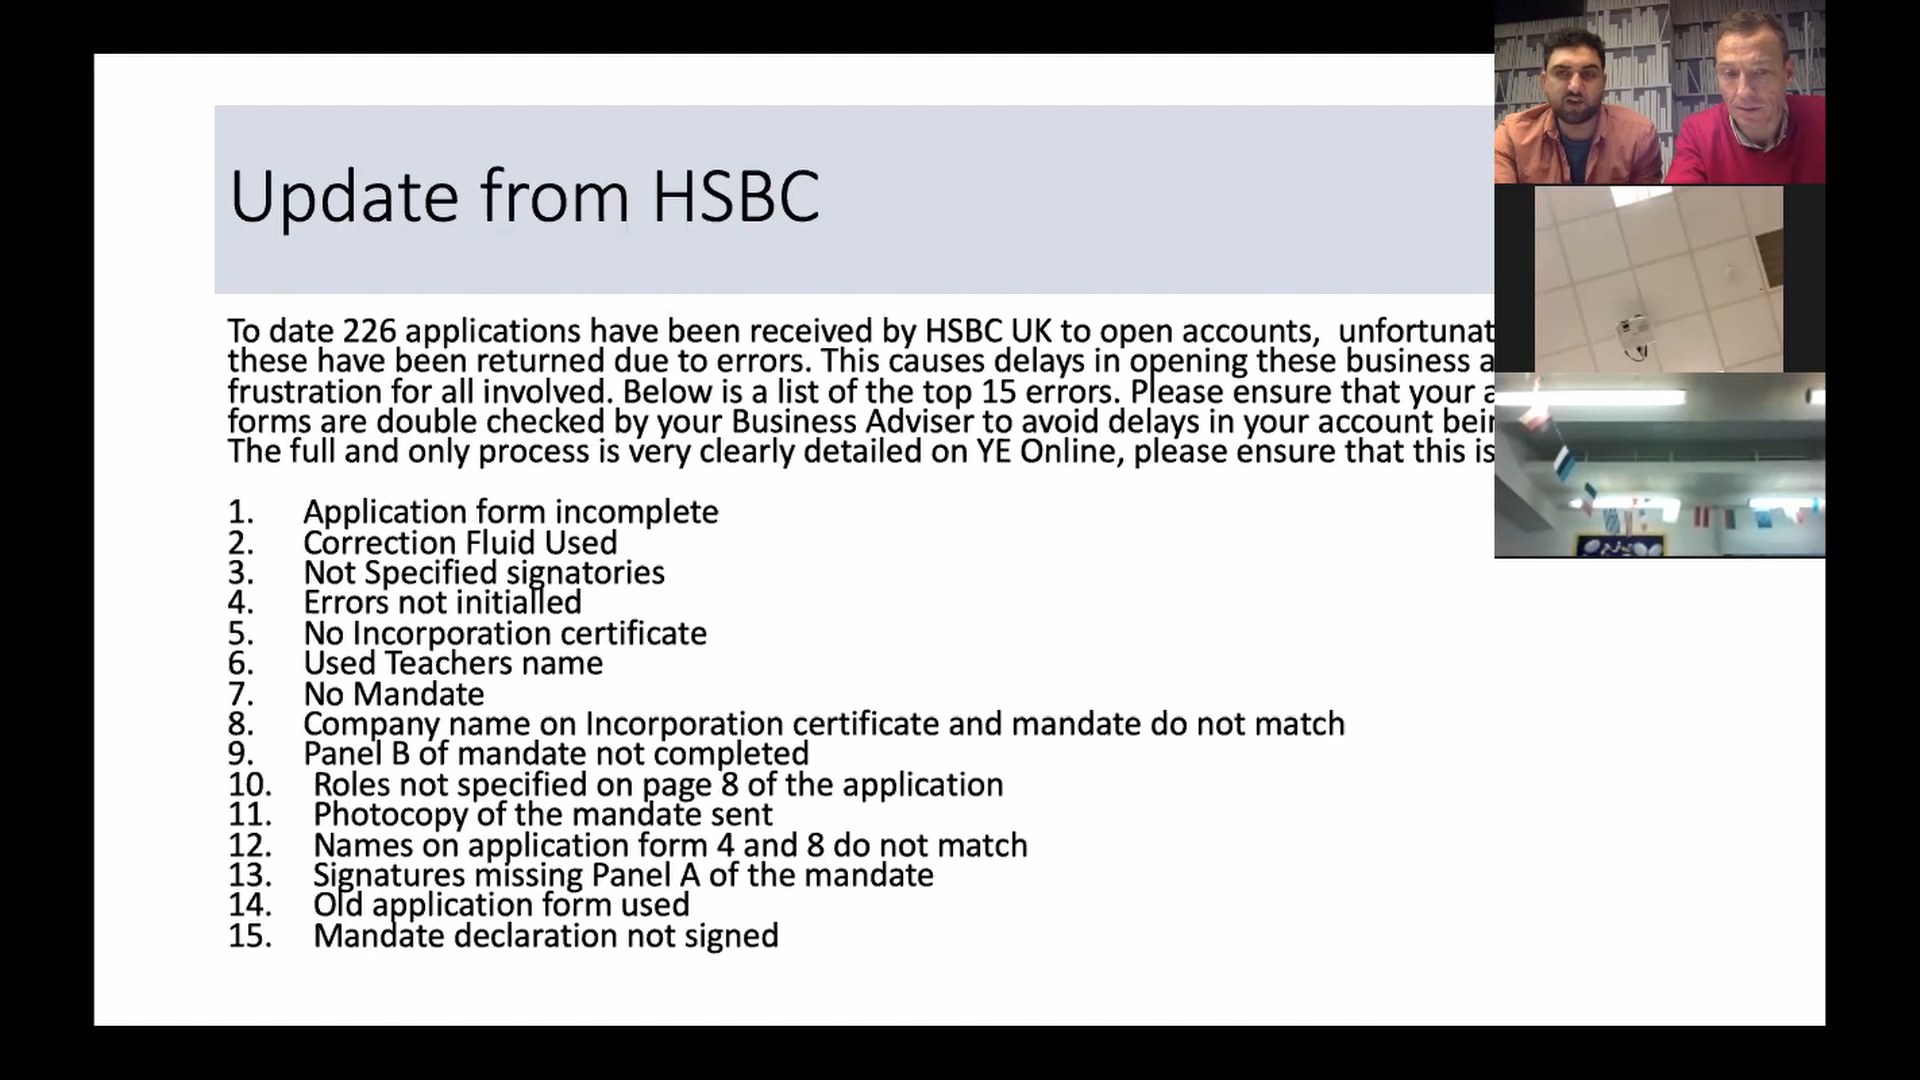 Update from HSBC
To date 226 applications have been received by HSBC UK to open accounts,
these have been returned due to errors. This causes delays in opening these business
frustration for all involved. Below is a list of the top 15 errors. Please ensure that your
forms are double checked by your Business Adviser to avoid delays in your account
The full and only process is very clearly detailed on YE Online, please ensure that this is
1. Application form incomplete
2. Correction Fluid Used
3. Not Specified signatories
4. Errors not initialled
5. No Incorporation certificate
6. Used Teachers name
7. No Mandate
8. Company name on Incorporation certificate and mandate do not match
9. Panel B of mandate not completed
10. Roles not specified on page 8 of the application
11. Photocopy of the mandate sent
12. Names on application form 4 and 8 do not match
13. Signatures missing Panel A of the mandate
14. Old application form used
15. Mandate declaration not signed